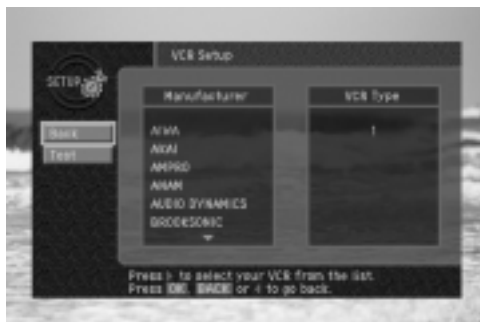 VCR Setup
SETUP
Manufacturer
VCR Type
Back
Test
AIWA
AKAI
AMPRO
ANAM
AUDIO DYNAMICS
BROOKSONIC
1
Press › to select your VCR from the list.
Press OK, BACK or ‹ to go back.